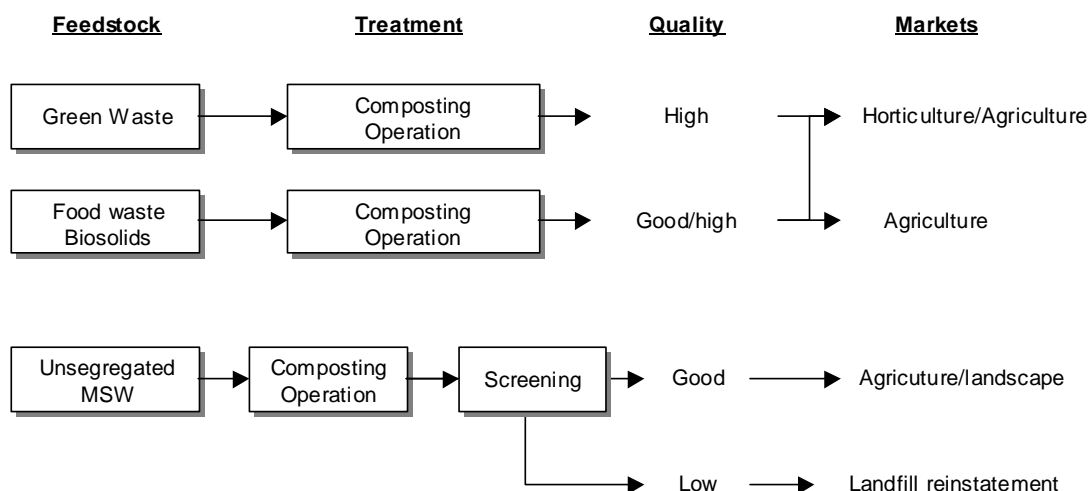 Feedstock Treatment Quality Markets
Green Waste
Composting
Operation
High
Horticulture/Agriculture
Food waste
Biosolids
Composting
Operation
Good/high
Agriculture
Unsegregated
MSW
Composting
Operation
Screening
Good
Agricuture/landscape
Low
Landfill reinstatement